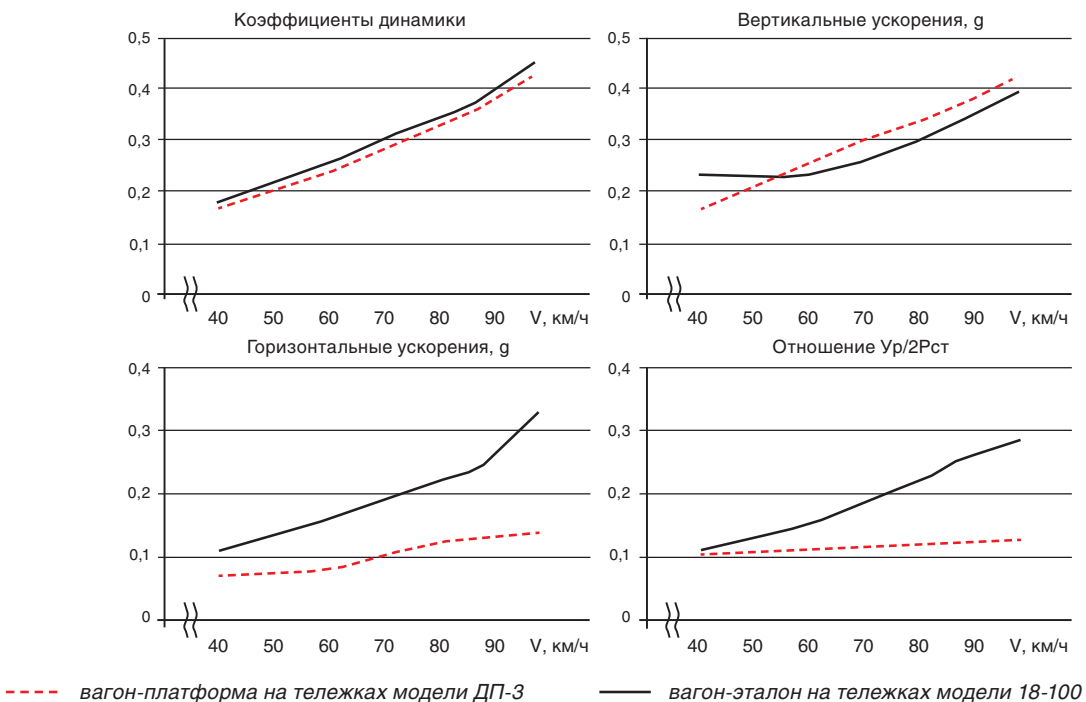 Коэффициенты динамики
0,5
0,4
0,3
0,2
0,1
0
40 50 60 70 80 90 V, км/ч
Вертикальные ускорения, g
0,5
0,4
0,3
0,2
0,1
0
40 50 60 70 80 90 V, км/ч
Горизонтальные ускорения, g
0,4
0,3
0,2
0,1
0
40 50 60 70 80 90 V, км/ч
Отношение Ур/2Рст
0,4
0,3
0,2
0,1
0
40 50 60 70 80 90 V, км/ч
вагон-платформа на тележках модели ДП-3
вагон-эталон на тележках модели 18-100